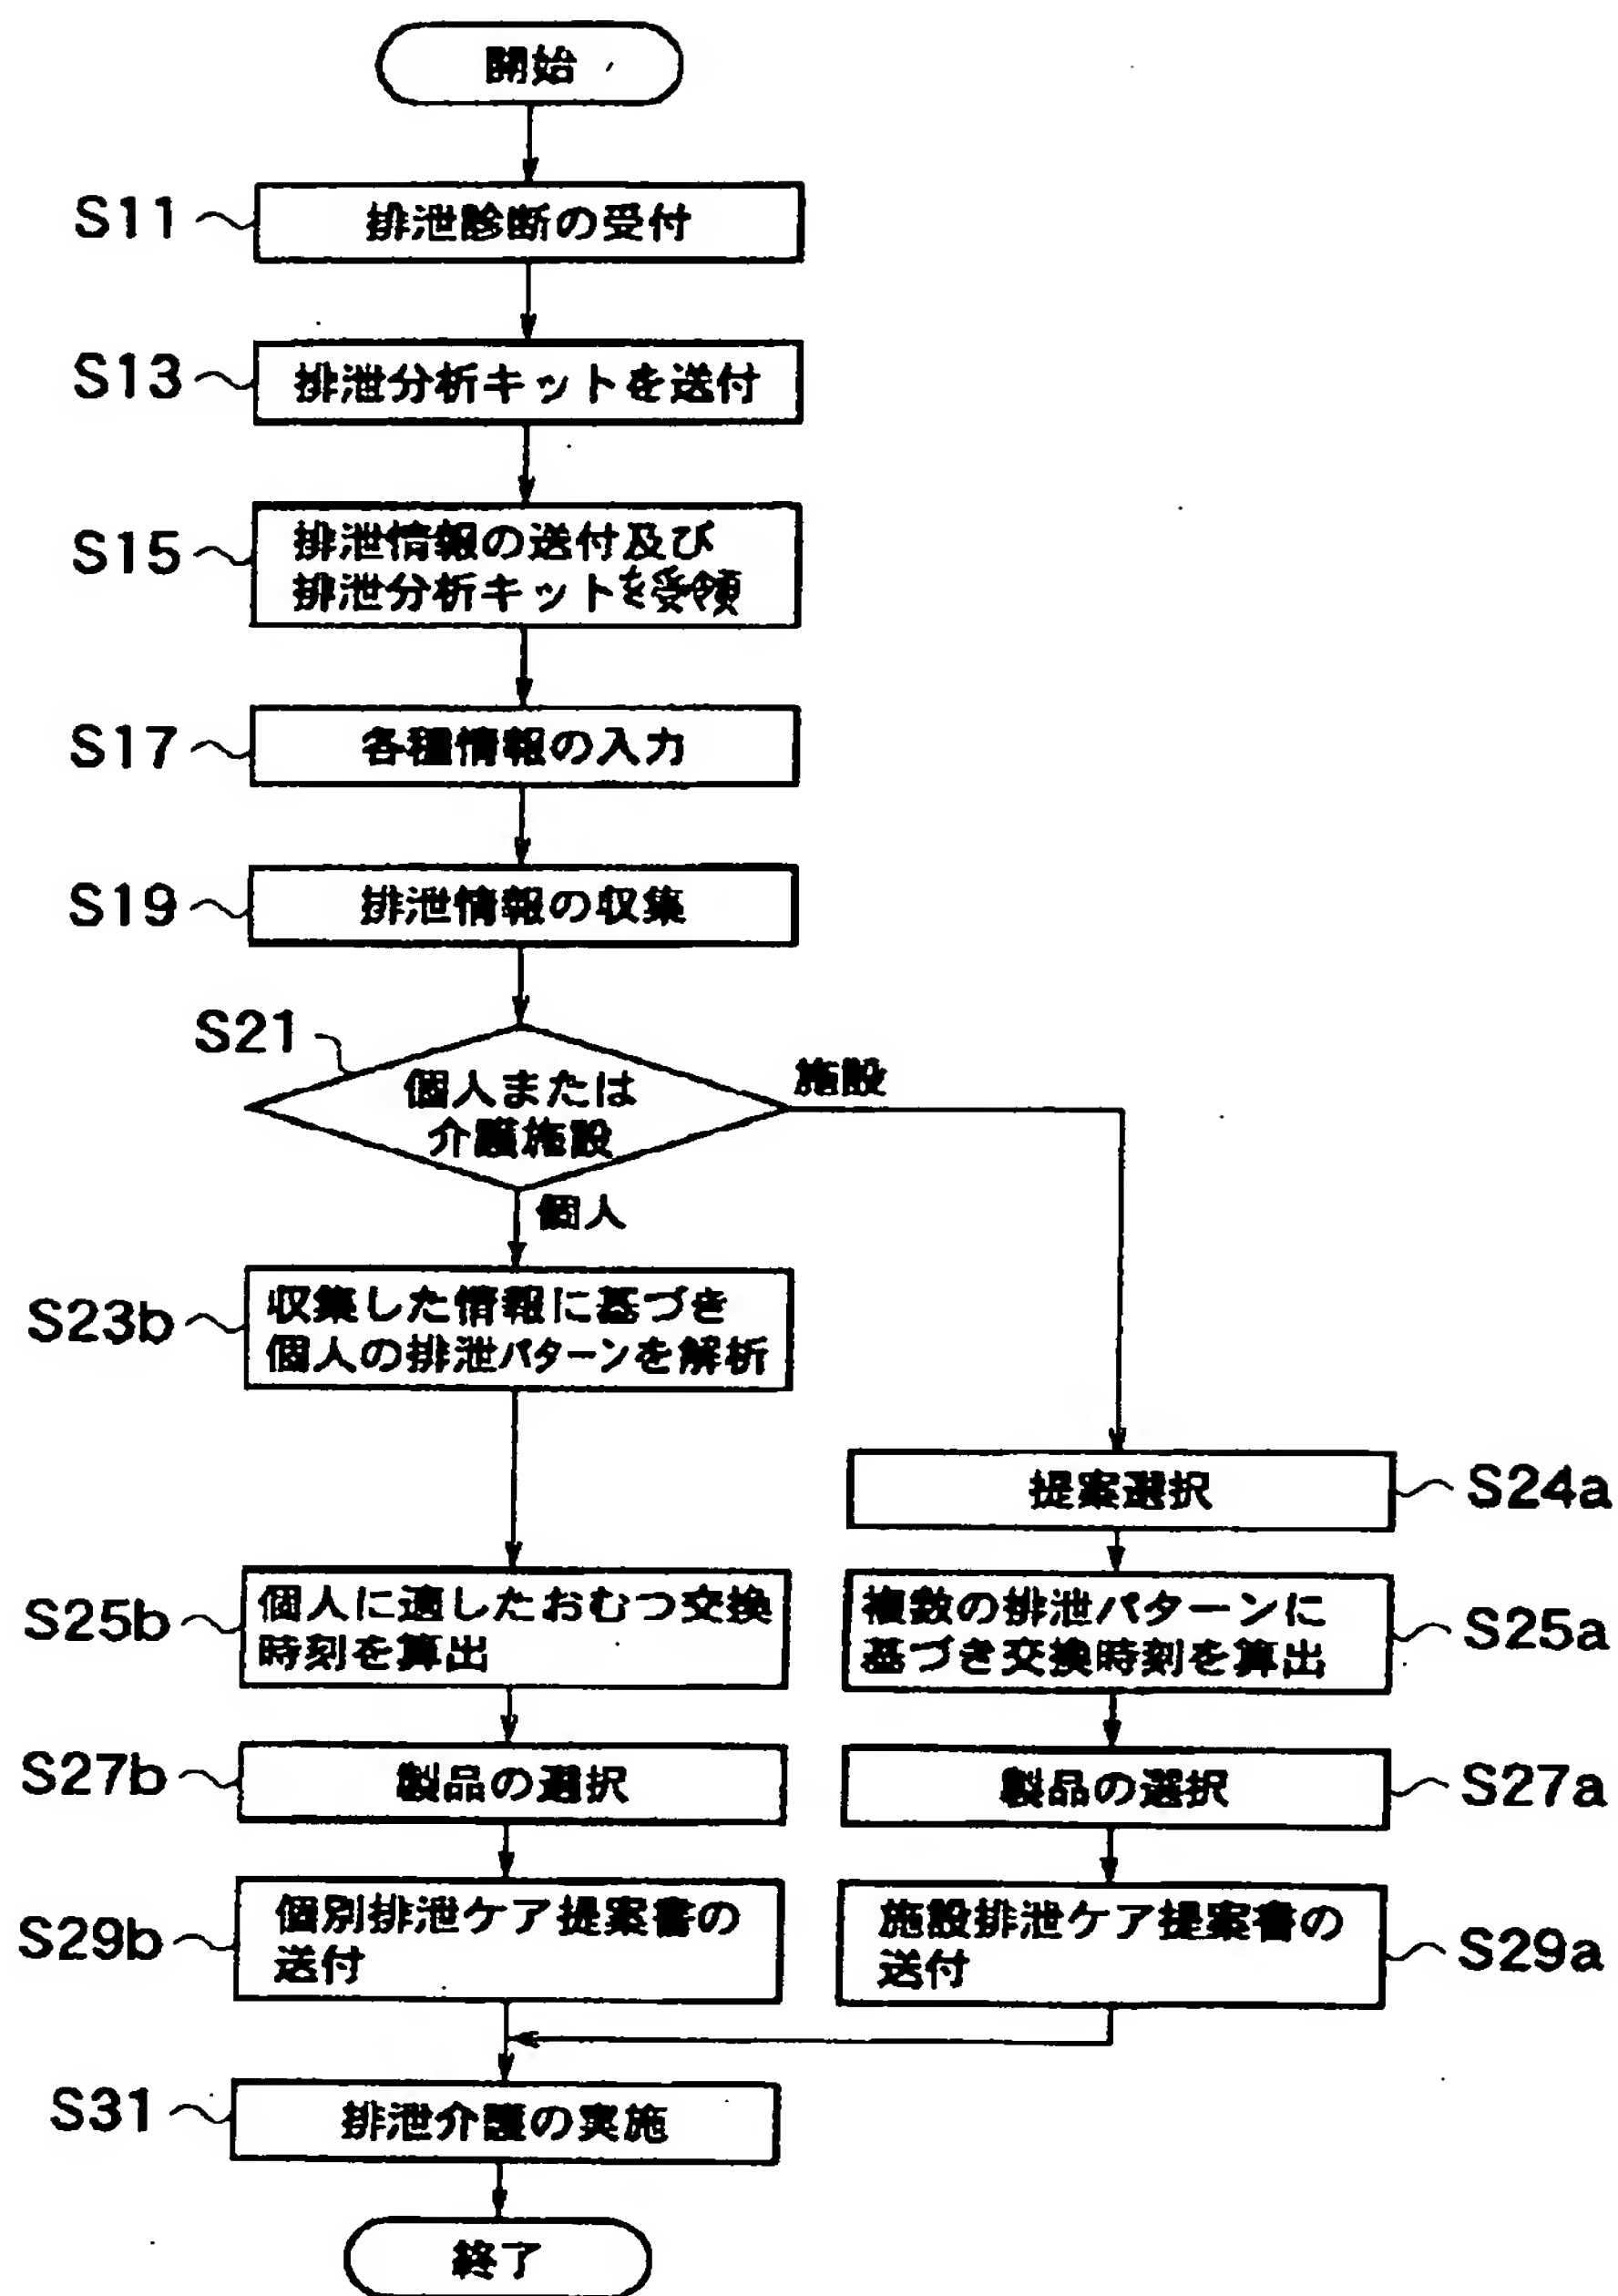 開始
S11
排泄診断の受付
S13
排泄分析キットを送付
S15
排泄情報の送付及び
排泄分析キットを受領
S17
各種情報の入力
S19
排泄情報の収集
S21
個人または
介護施設
施設
個人
S23b
収集した情報に基づき
個人の排泄パターンを解析
提案選択
S24a
S25b
個人に適したおむつ交換
時刻を算出
複数の排泄パターンに
基づき交換時刻を算出
S25a
S27b
製品の選択
製品の選択
S27a
S29b
個別排泄ケア提案書の
送付
施設排泄ケア提案書の
送付
S29a
S31
排泄介護の実施
終了